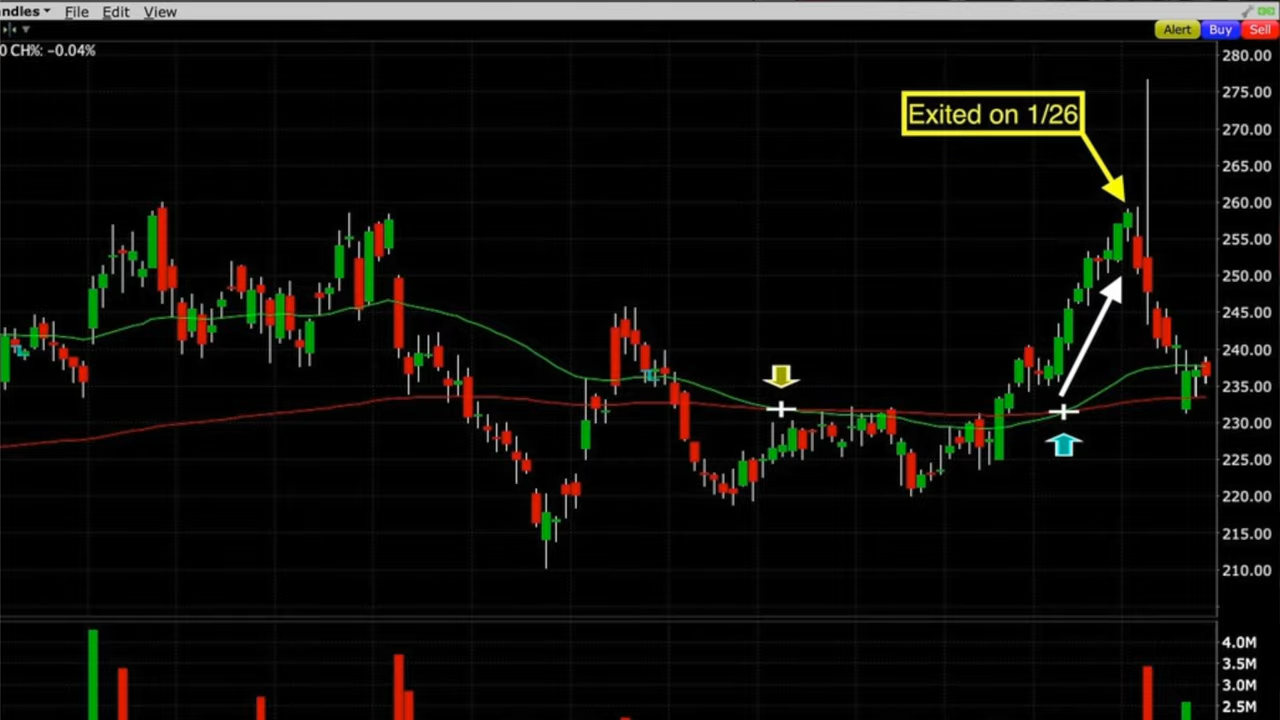 ndles File Edit View
Alert Buy Sell
0 CH%: -0.04%
280.00
Exited on 1/26
275.00
270.00
265.00
260.00
255.00
250.00
245.00
240.00
235.00
230.00
225.00
220.00
215.00
210.00
4.0M
3.5M
3.0M
2.5M